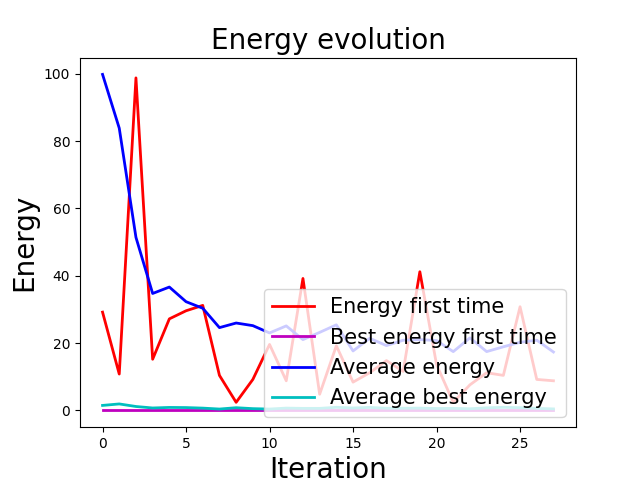 Energy evolution
100
80
60
40
20
0
Energy
Energy first time
Best energy first time
Average energy
Average best energy
0 5 10 15 20 25
Iteration